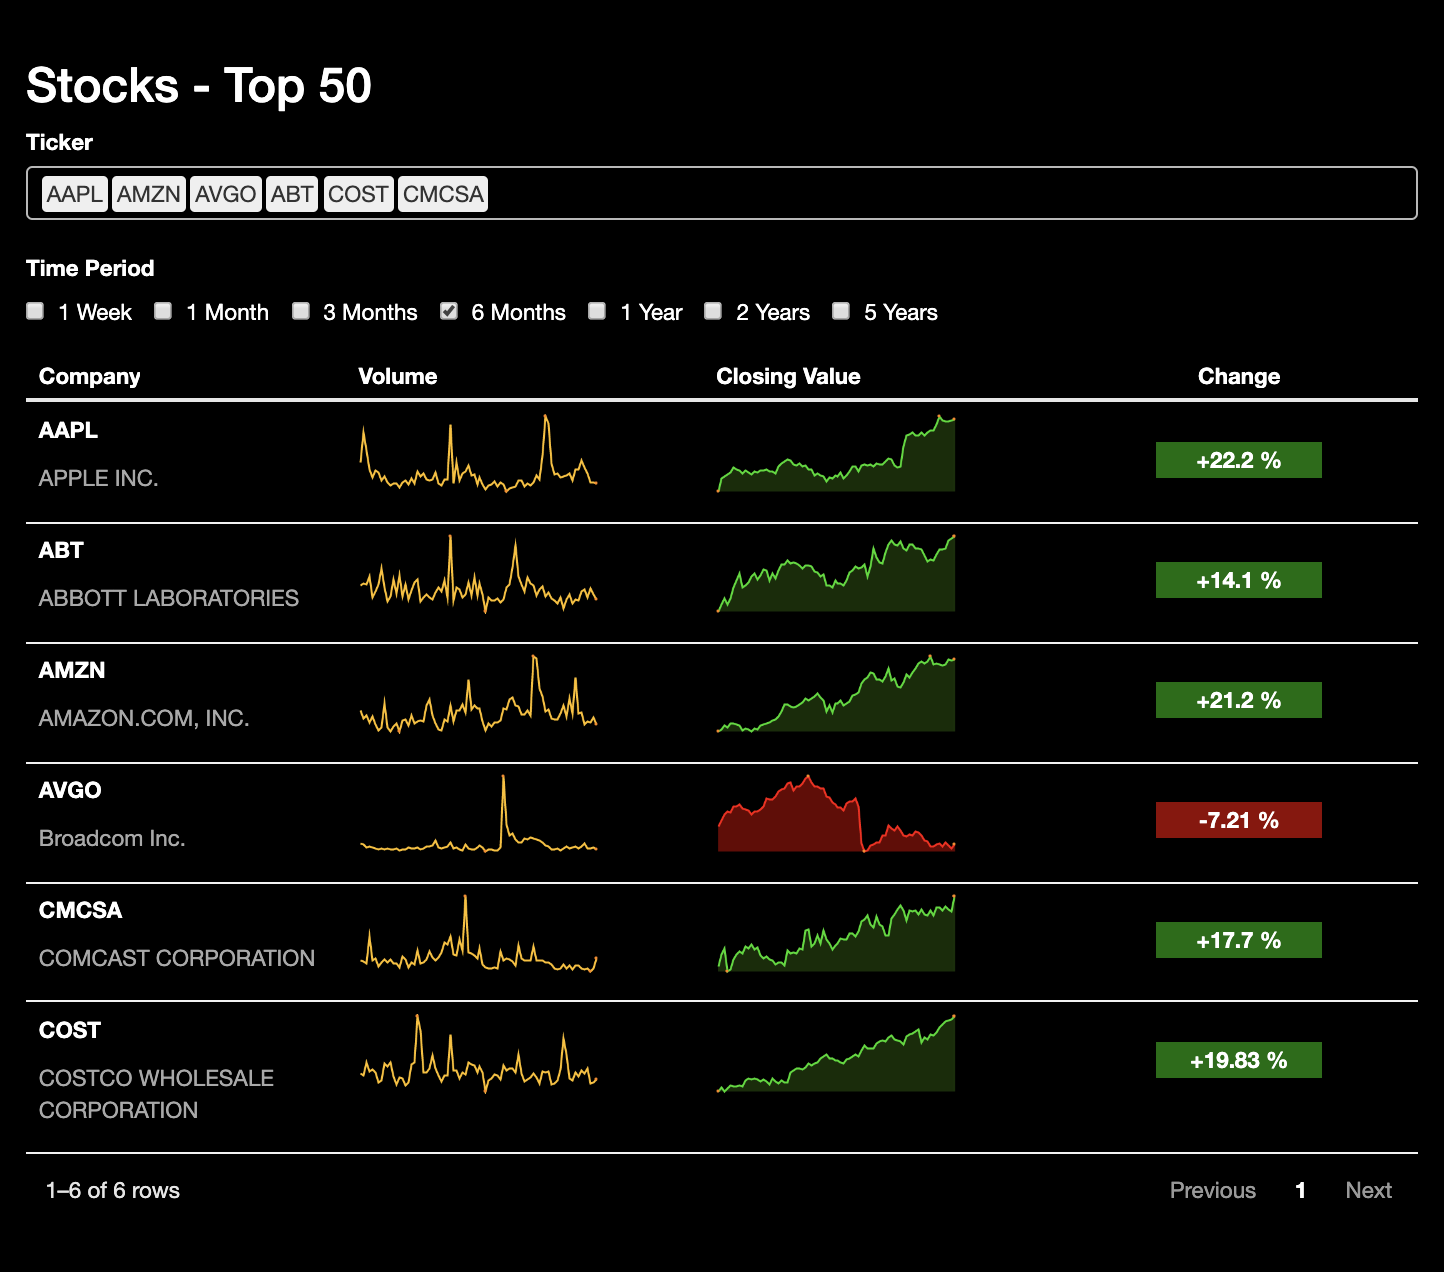 Stocks - Top 50
Ticker
AAPL AMZN AVGO ABT COST CMCSA
Time Period
1 Week 1 Month 3 Months 6 Months 1 Year 2 Years 5 Years
Company Volume Closing Value Change
AAPL
APPLE INC.
+22.2 %
ABT
ABBOTT LABORATORIES
+14.1 %
AMZN
AMAZON.COM, INC.
+21.2 %
AVGO
Broadcom Inc.
-7.21 %
CMCSA
COMCAST CORPORATION
+17.7 %
COST
COSTCO WHOLESALE
CORPORATION
+19.83 %
1–6 of 6 rows
Previous 1 Next